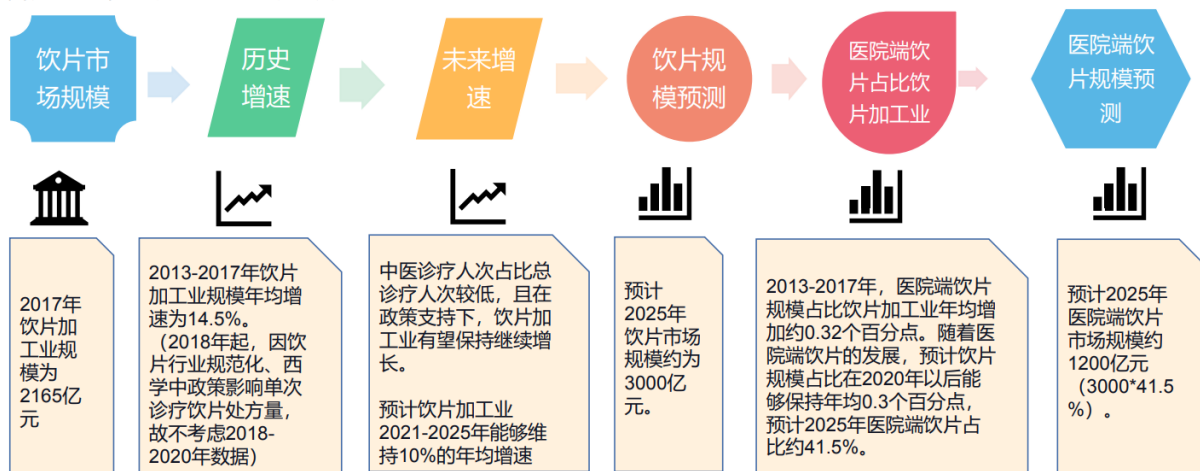 饮片市
场规模
历史
增速
未来增
速
饮片规
模预测
医院端饮
片占比饮
片加工业
医院端饮
片规模预
测
2017年
饮片加
工业规
模为
2165亿
元
2013-2017年饮片
加工业规模年均增
速为14.5%。
（2018年起，因饮
片行业规范化、西
学中政策影响单次
诊疗饮片处方量，
故不考虑2018-
2020年数据）
中医诊疗人次占比总
诊疗人次较低，且在
政策支持下，饮片加
工业有望保持继续增
长。
预计饮片加工业
2021-2025年能够维
持10%的年均增速
预计
2025年
饮片市场
规模约为
3000亿
元。
2013-2017年，医院端饮片
规模占比饮片加工业年均增
加约0.32个百分点。随着医
院端饮片的发展，预计饮片
规模占比在2020年以后能
够保持年均0.3个百分点，
预计2025年医院端饮片占
比约41.5%。
预计2025年
医院端饮片
市场规模约
1200亿元
（3000*41.5
%）。